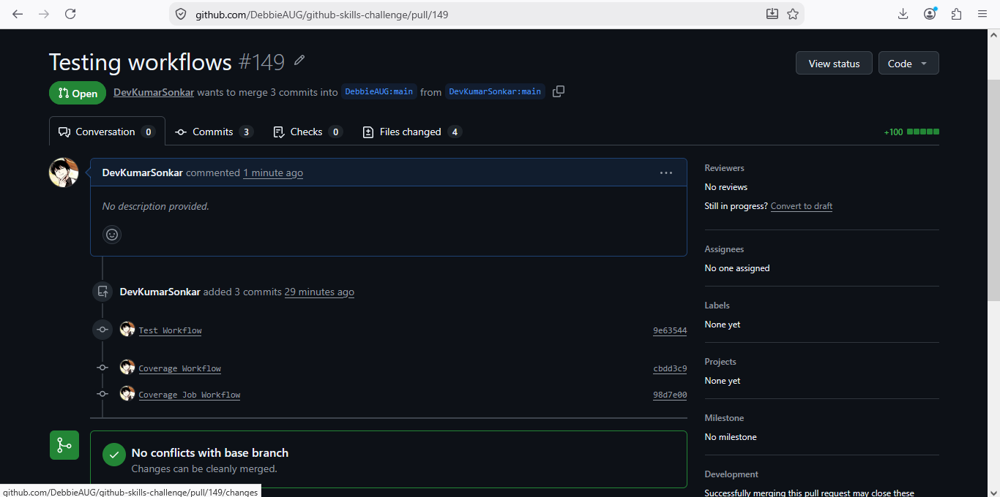 github.com/DebbieAUG/github-skills-challenge/pull/149
Testing workflows #149
View status
Code
Open
DevKumarSonkar wants to merge 3 commits into DebbieAUG:main from DevKumarSonkar:main
Conversation 0
Commits 3
Checks 0
Files changed 4
+100
DevKumarSonkar commented 1 minute ago
No description provided.
DevKumarSonkar added 3 commits 29 minutes ago
Test Workflow 9e63544
Coverage Workflow cbdd3c9
Coverage Job Workflow 98d7e00
No conflicts with base branch
Changes can be cleanly merged.
Reviewers
No reviews
Still in progress? Convert to draft
Assignees
No one assigned
Labels
None yet
Projects
None yet
Milestone
No milestone
Development
Successfully merging this pull request may close these
github.com/DebbieAUG/github-skills-challenge/pull/149/changes